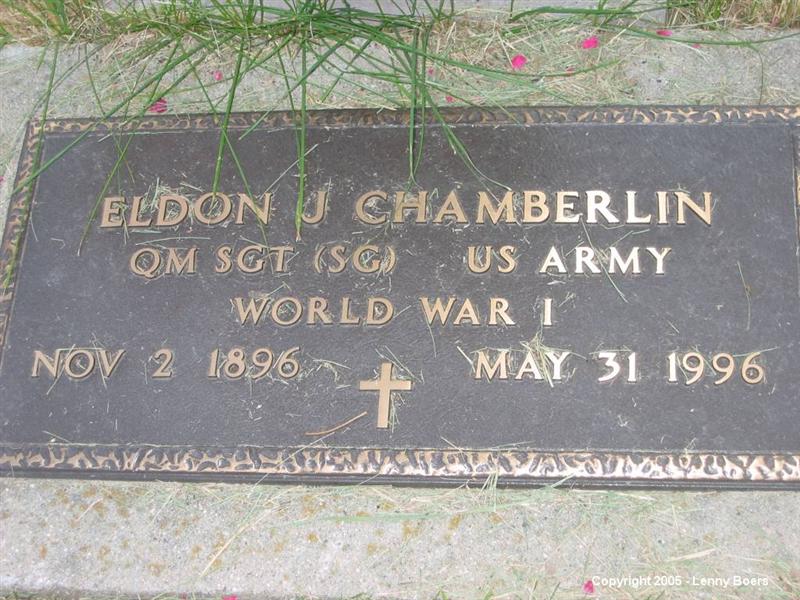 ELDON J CHAMBERLIN
QM SGT (SG) US ARMY
WORLD WAR I
NOV 2 1896 MAY 31 1996
Copyright 2005 - Lenny Boers